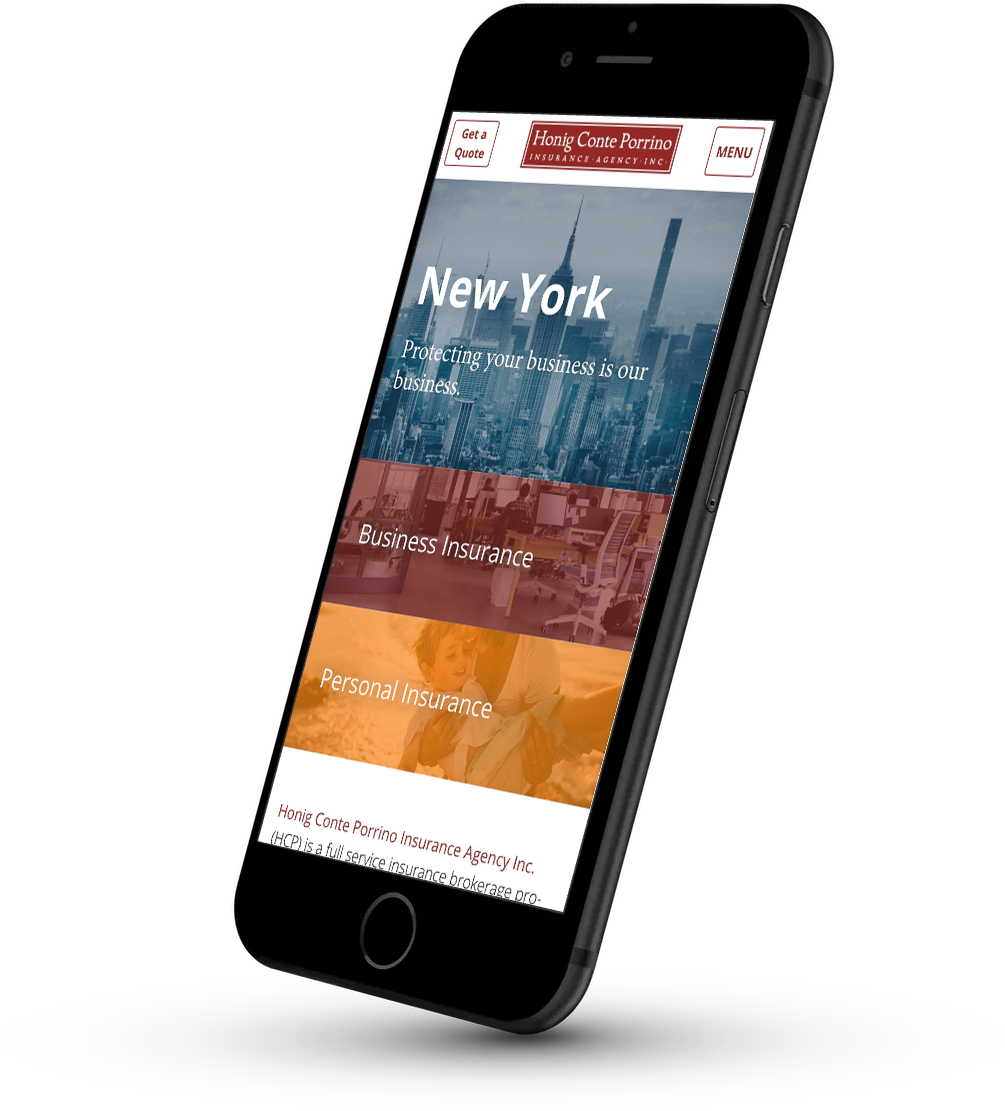 Get a
Quote
Honig Conte Porrino
INSURANCE·AGENCY·INC·
MENU
New York
Protecting your business is our
business.
Business Insurance
Personal Insurance
Honig Conte Porrino Insurance Agency Inc.
(HCP) is a full service insurance brokerage pro-